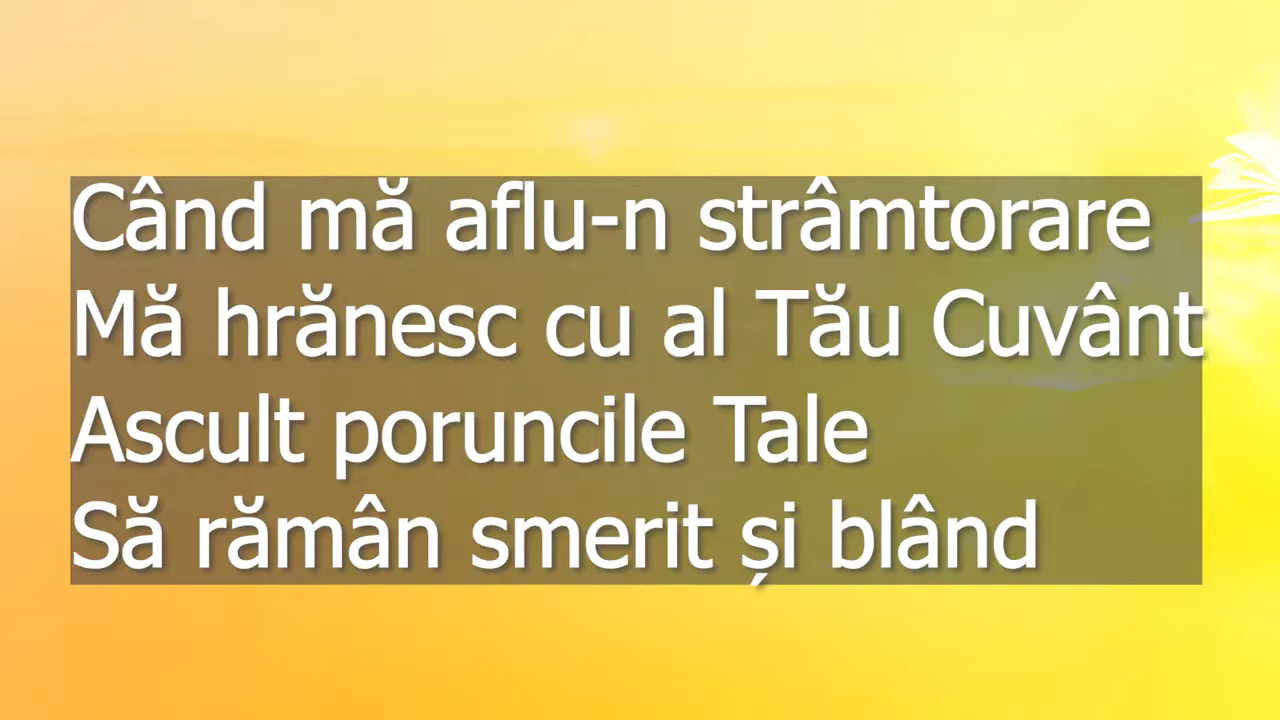 Când mă aflu-n strâmtorare
Mă hrănesc cu al Tău Cuvânt
Ascult poruncile Tale
Să rămân smerit și blând